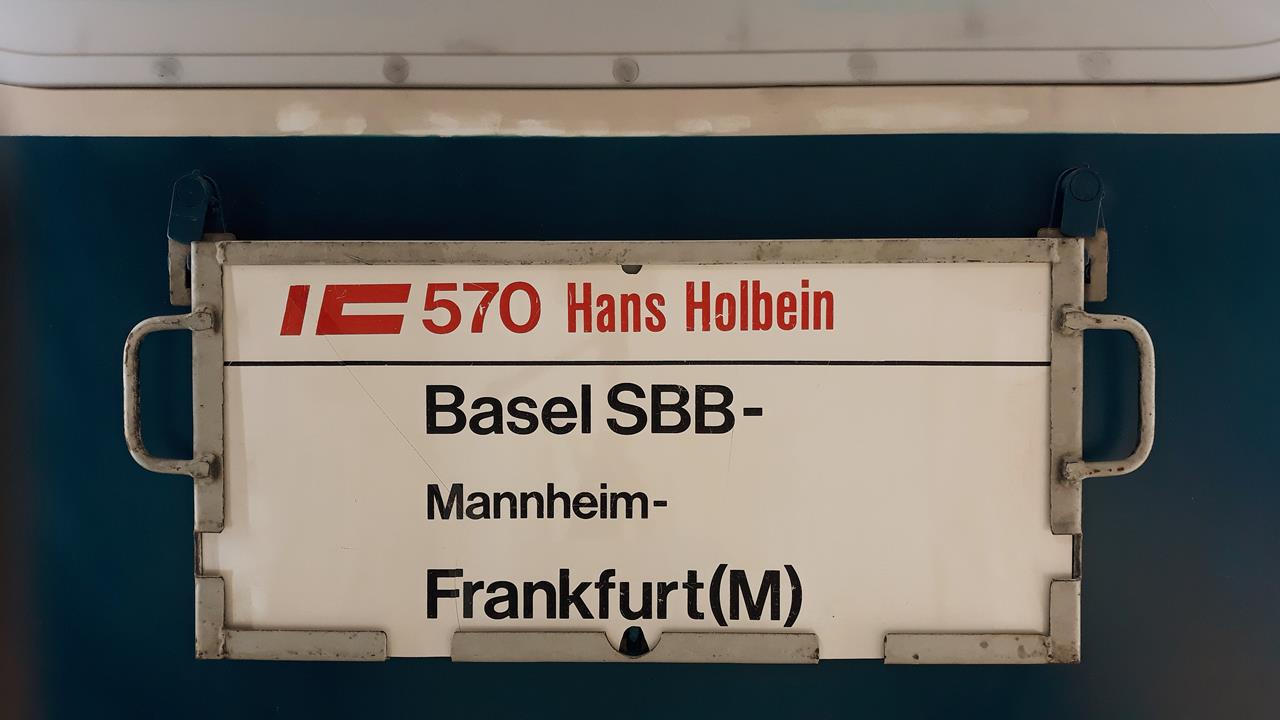 IC 570 Hans Holbein
Basel SBB-
Mannheim-
Frankfurt(M)